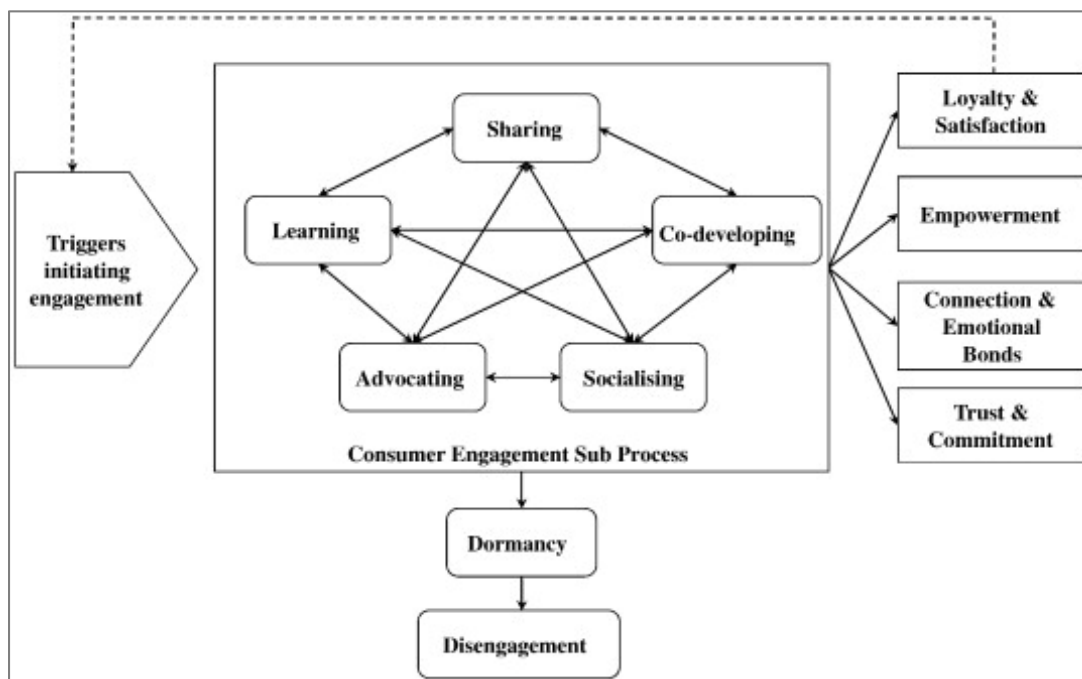 Triggers
initiating
engagement
Sharing
Learning
Co-developing
Advocating
Socialising
Consumer Engagement Sub Process
Dormancy
Disengagement
Loyalty &
Satisfaction
Empowerment
Connection &
Emotional
Bonds
Trust &
Commitment